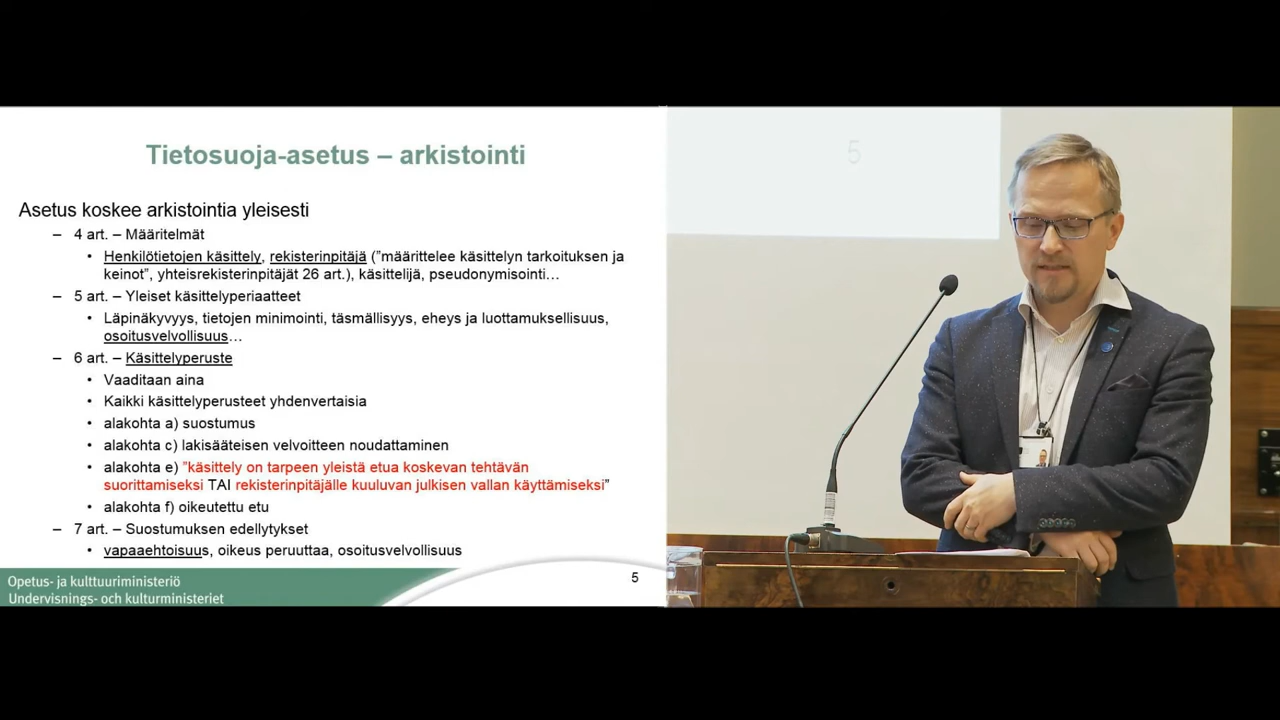 Tietosuoja-asetus – arkistointi
Asetus koskee arkistointia yleisesti
– 4 art. – Määritelmät
• Henkilötietojen käsittely, rekisterinpitäjä ("määrittelee käsittelyn tarkoituksen ja
keinot", yhteisrekisterinpitäjät 26 art.), käsittelijä, pseudonymisointi…
– 5 art. – Yleiset käsittelyperiaatteet
• Läpinäkyvyys, tietojen minimointi, täsmällisyys, eheys ja luottamuksellisuus,
osoitusvelvollisuus…
– 6 art. – Käsittelyperuste
• Vaaditaan aina
• Kaikki käsittelyperusteet yhdenvertaisia
• alakohta a) suostumus
• alakohta c) lakisääteisen velvoitteen noudattaminen
• alakohta e) "käsittely on tarpeen yleistä etua koskevan tehtävän
suorittamiseksi TAI rekisterinpitäjälle kuuluvan julkisen vallan käyttämiseksi"
• alakohta f) oikeutettu etu
– 7 art. – Suostumuksen edellytykset
• vapaaehtoisuus, oikeus peruuttaa, osoitusvelvollisuus
Opetus- ja kulttuuriministeriö
Undervisnings- och kulturministeriet
5
5